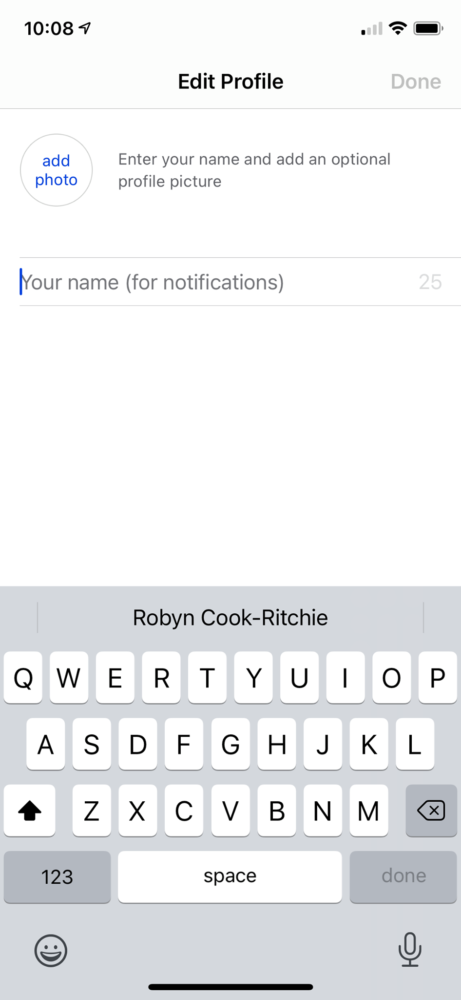 10:08
Edit Profile
Done
add
photo
Enter your name and add an optional
profile picture
Your name (for notifications)
25
Robyn Cook-Ritchie
Q W E R T Y U I O P
A S D F G H J K L
Z X C V B N M
123
space
done